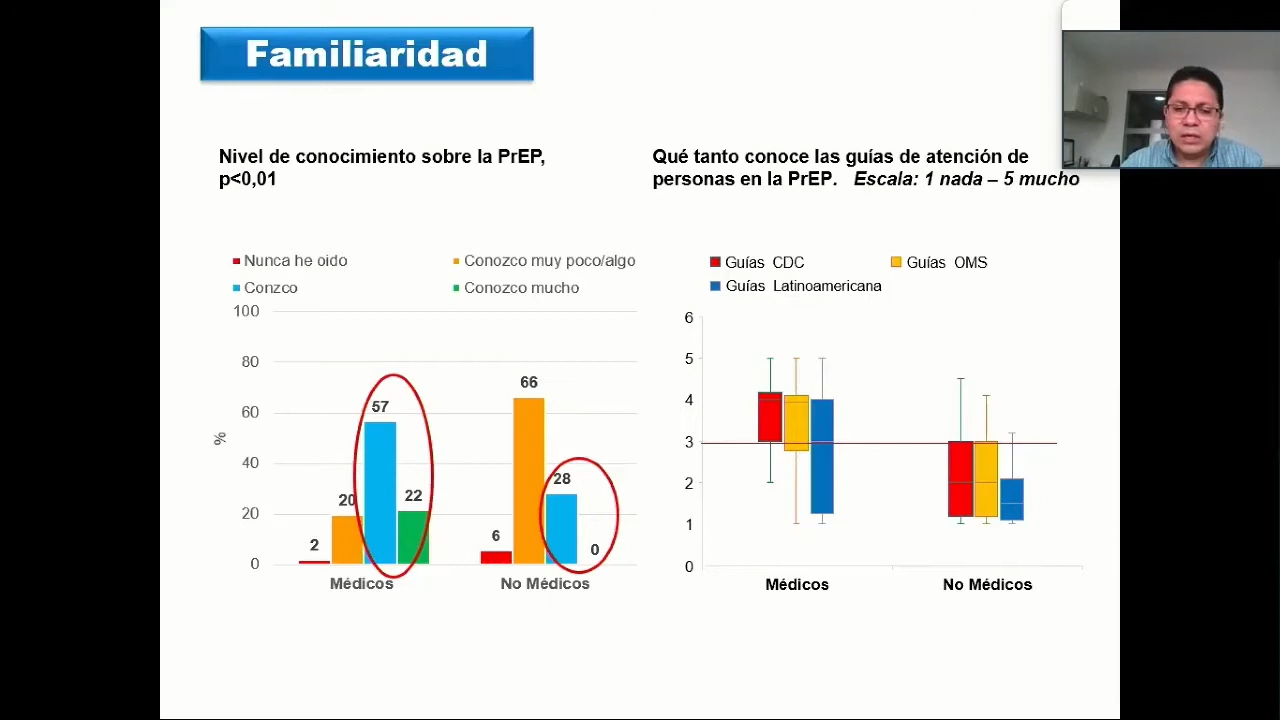 Familiaridad
Nivel de conocimiento sobre la PrEP,
p<0,01
Nunca he oido
Conozco muy poco/algo
Conzco
Conozco mucho
100
80
60
40
20
0
%
2
20
57
22
6
66
28
0
Médicos
No Médicos
Qué tanto conoce las guías de atención de
personas en la PrEP. Escala: 1 nada – 5 mucho
Guías CDC
Guías OMS
Guías Latinoamericana
6
5
4
3
2
1
0
Médicos
No Médicos